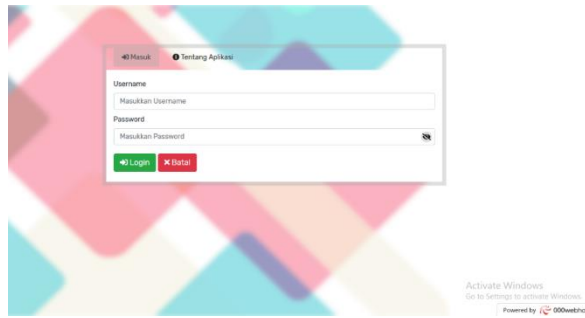 Masuk Tentang Aplikasi
Username
Masukkan Username
Password
Masukkan Password
Login Batal
Activate Windows
Go to Settings to activate Windows.
Powered by 000webho